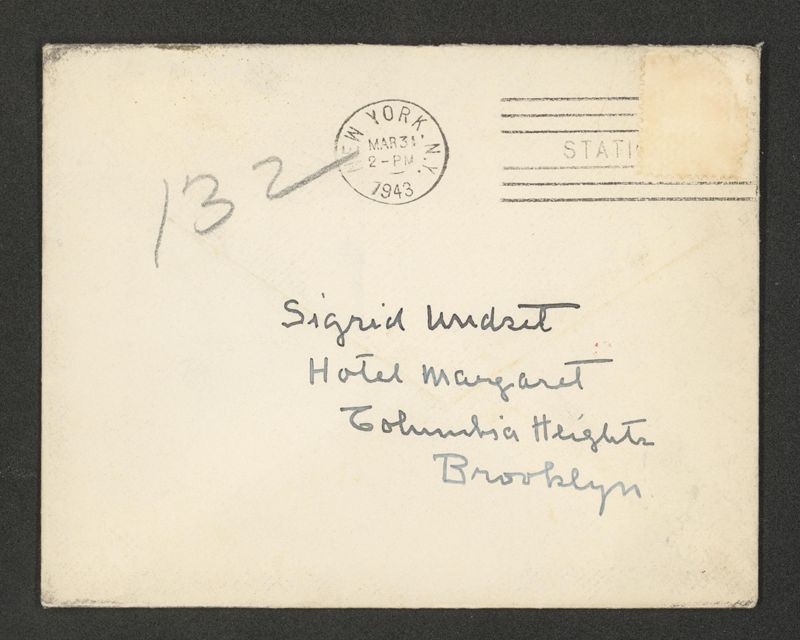 NEW YORK, N.Y.
MAR 31
2-PM
1943
STATI
132
Sigrid Undset
Hotel Margaret
Columbia Heights
Brooklyn